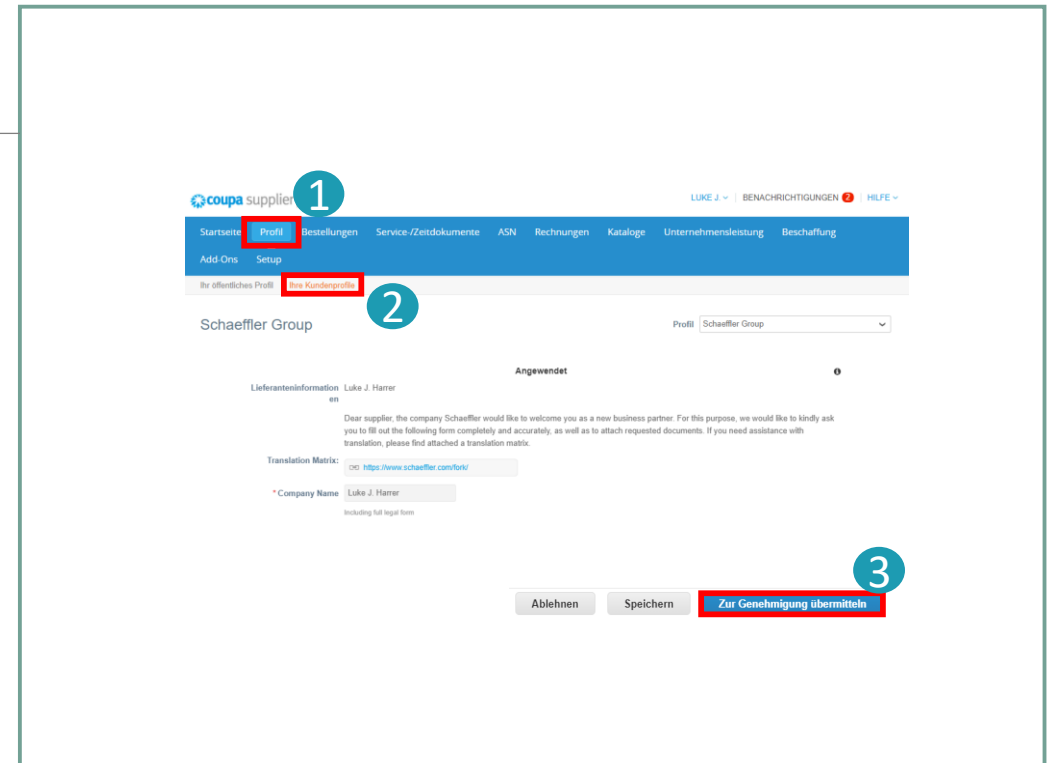 1
coupa supplier
LUKE J BENACHRICHTIGUNGEN 2 HILFE
Startseite Profil Bestellungen Service-/Zeitdokumente ASN Rechnungen Kataloge Unternehmensleistung Beschaffung
Add-Ons Setup
Ihr öffentliches Profil Ihre Kundenprofile
2
Schaeffler Group
Profil Schaeffler Group
Angewendet
Lieferanteninformation
en
Luke J. Harrer
Dear supplier, the company Schaeffler would like to welcome you as a new business partner. For this purpose, we would like to kindly ask
you to fill out the following form completely and accurately, as well as to attach requested documents. If you need assistance with
translation, please find attached a translation matrix.
Translation Matrix: https://www.schaeffler.com/fork/
* Company Name Luke J. Harrer
Including full legal form
3
Ablehnen Speichern Zur Genehmigung übermitteln